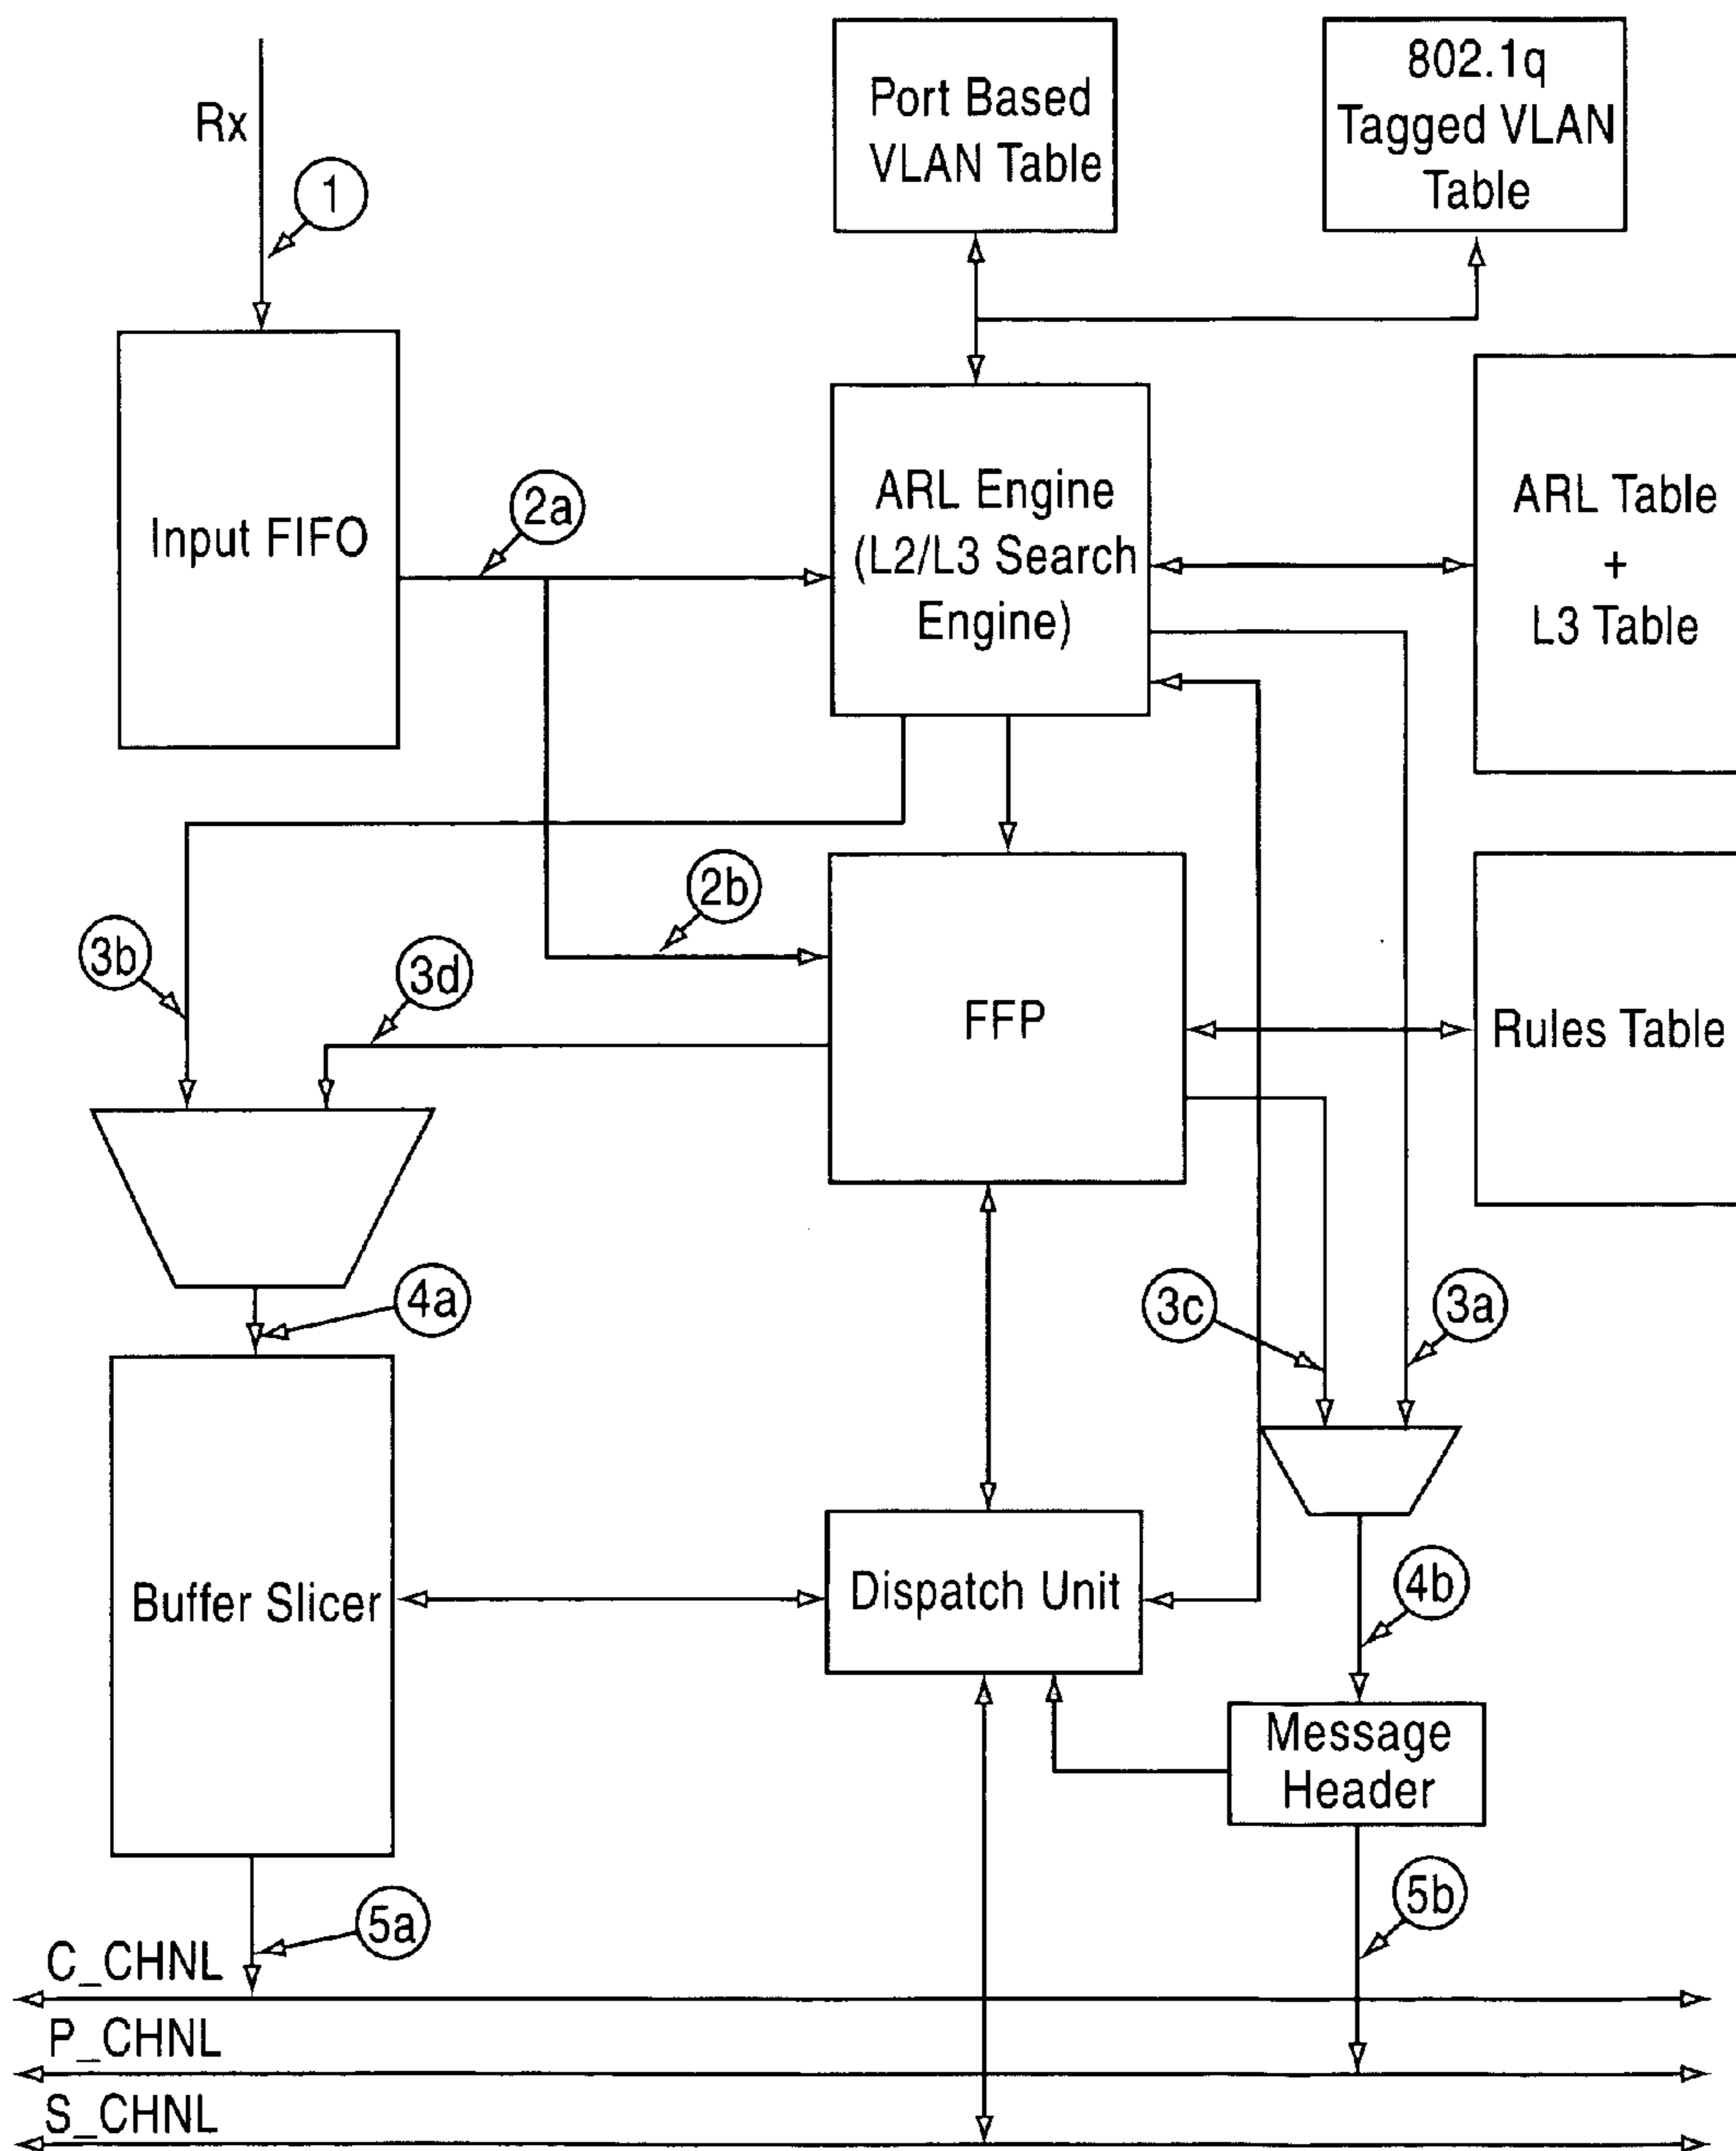 Rx
1
Port Based
VLAN Table
802.1q
Tagged VLAN
Table
Input FIFO
2a
ARL Engine
(L2/L3 Search
Engine)
ARL Table
+
L3 Table
2b
3b
3d
FFP
Rules Table
4a
3c
3a
Buffer Slicer
Dispatch Unit
4b
Message
Header
5a
5b
C_CHNL
P_CHNL
S_CHNL